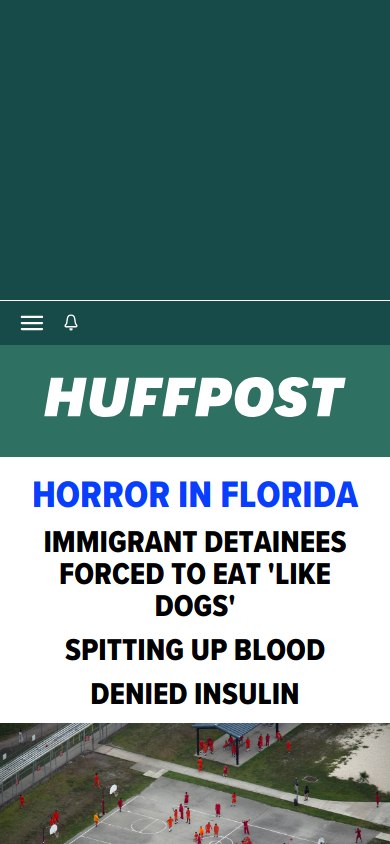 HUFFPOST
HORROR IN FLORIDA
IMMIGRANT DETAINEES
FORCED TO EAT 'LIKE
DOGS'
SPITTING UP BLOOD
DENIED INSULIN